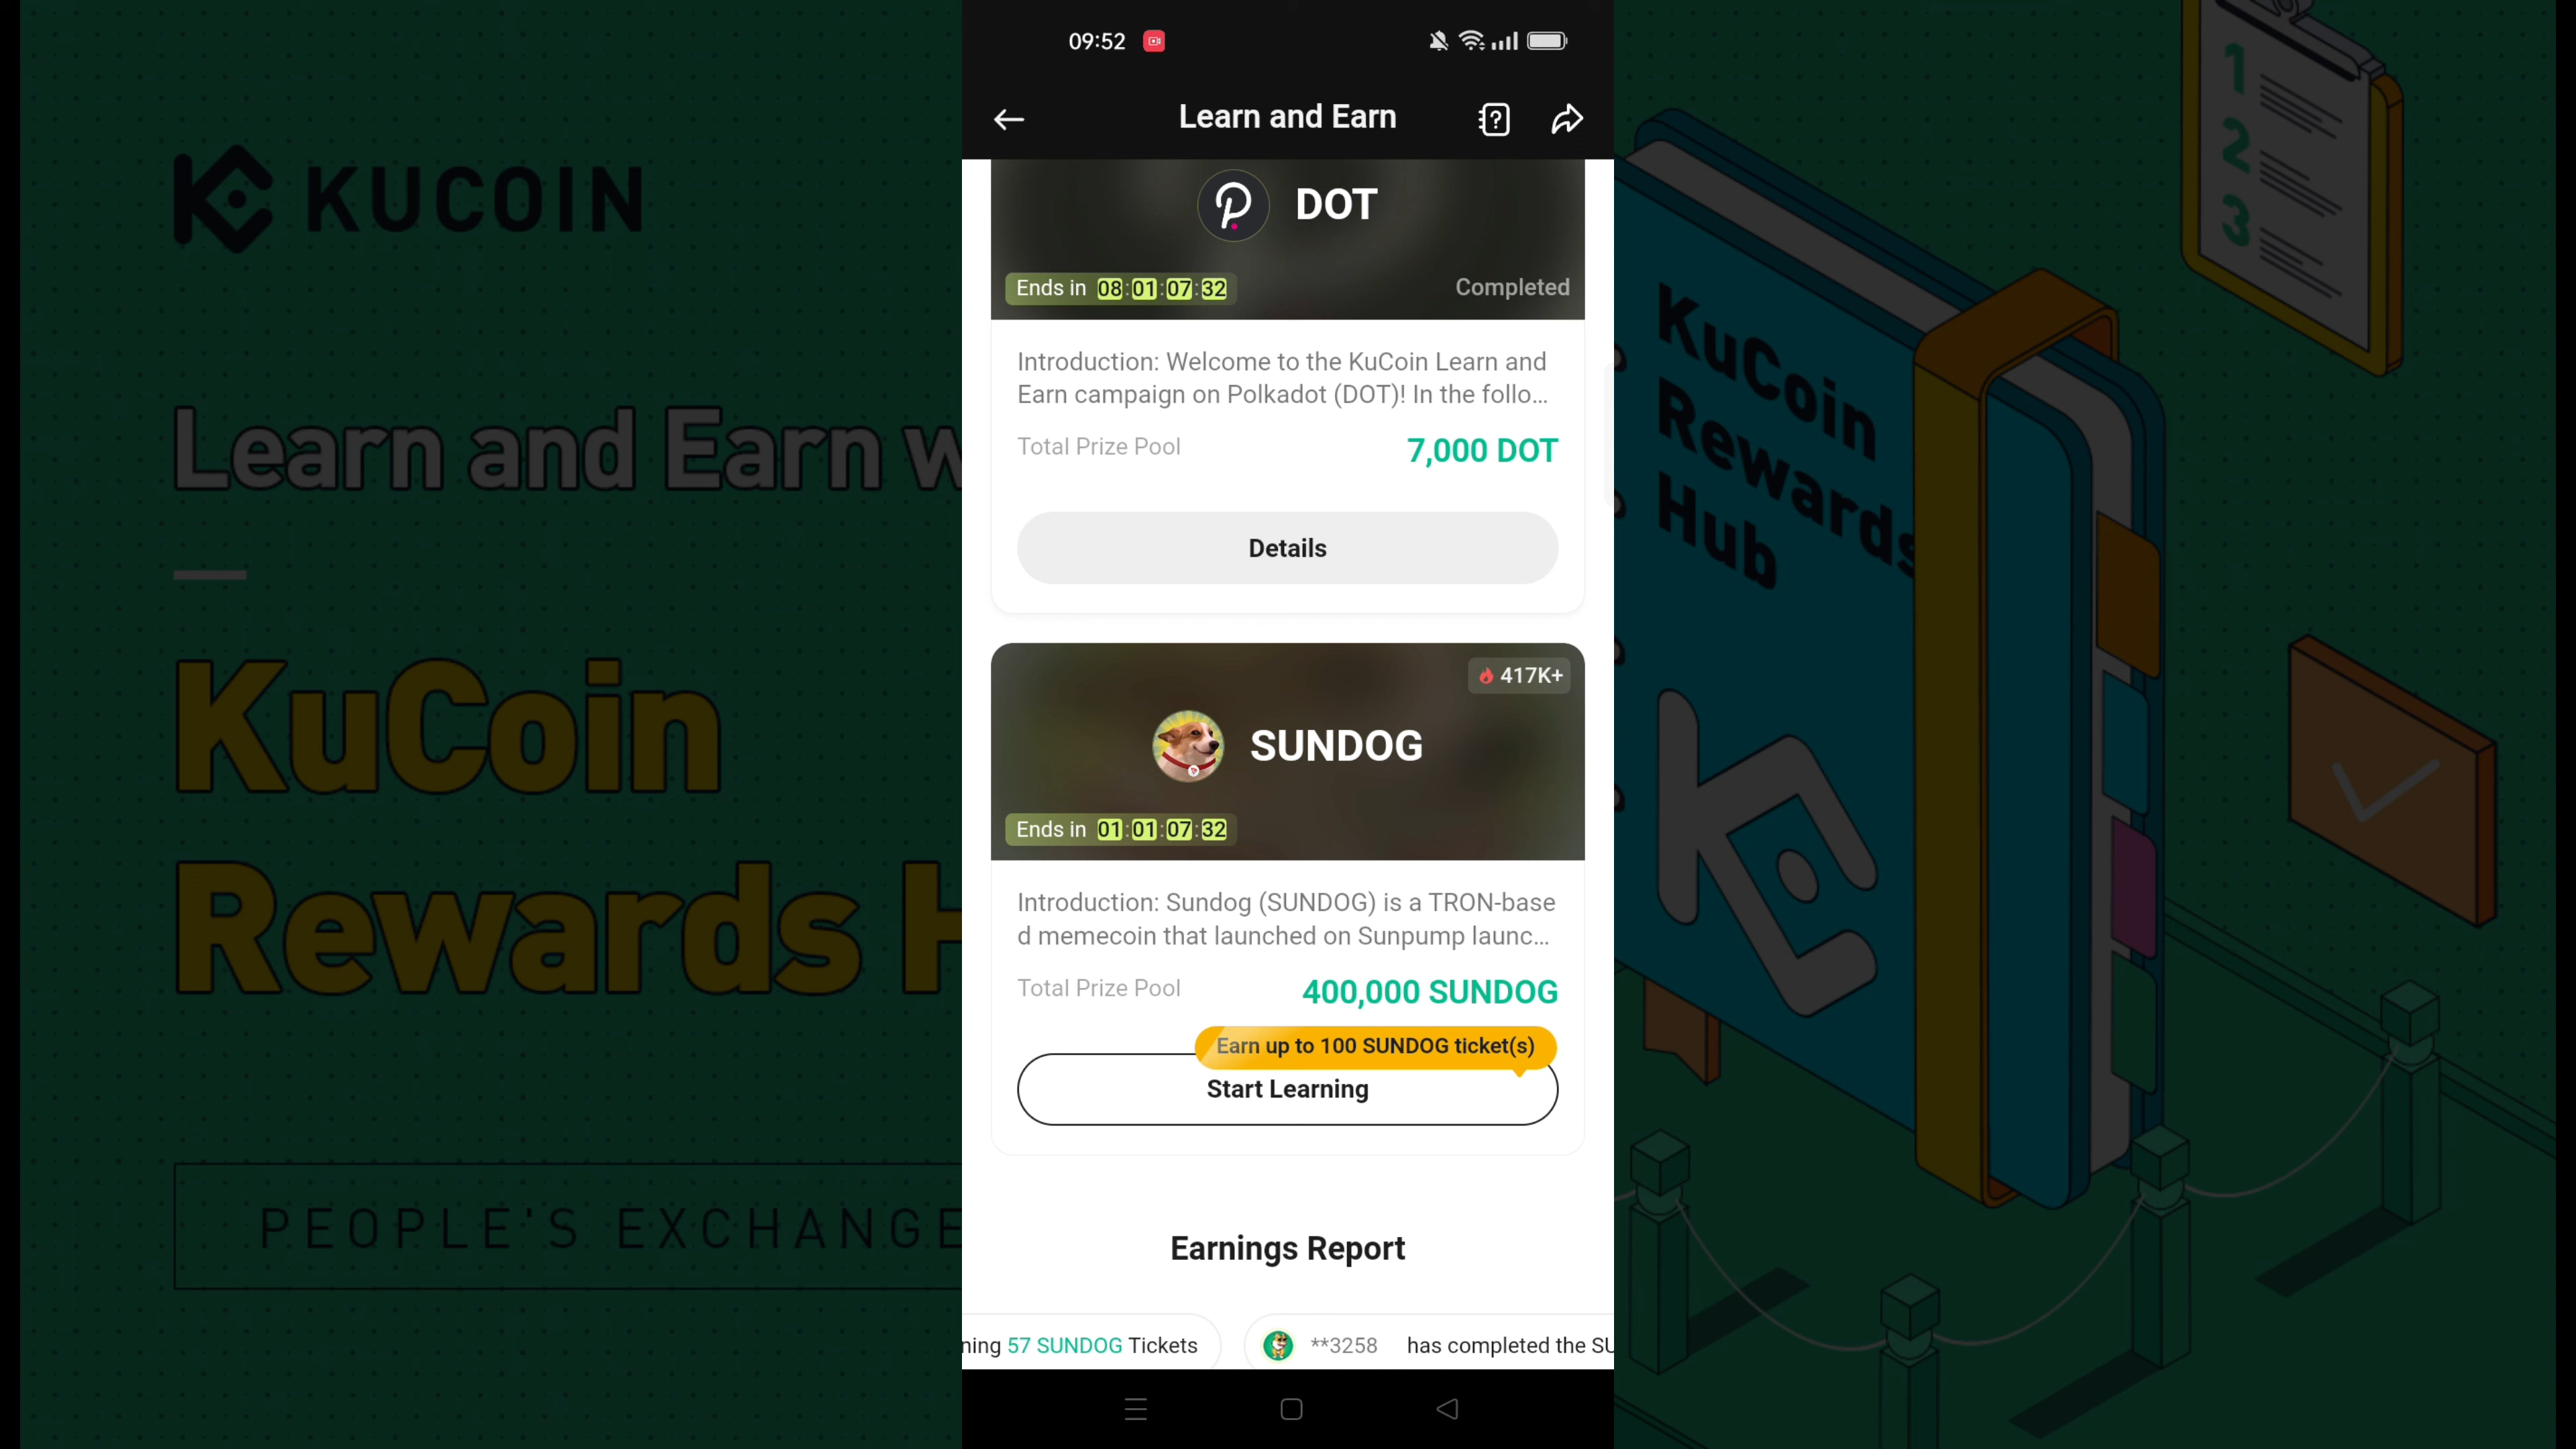 KUCOIN
Learn and Earn w
KuCoin
Rewards H
PEOPLE'S EXCHANGE
09:52
Learn and Earn
DOT
Ends in 08:01:07:32
Completed
Introduction: Welcome to the KuCoin Learn and
Earn campaign on Polkadot (DOT)! In the follo...
Total Prize Pool
7,000 DOT
Details
417K+
SUNDOG
Ends in 01:01:07:32
Introduction: Sundog (SUNDOG) is a TRON-base
d memecoin that launched on Sunpump launc...
Total Prize Pool
400,000 SUNDOG
Earn up to 100 SUNDOG ticket(s)
Start Learning
Earnings Report
ning 57 SUNDOG Tickets
**3258 has completed the SU
KuCoin
Rewards
Hub
1
2
3